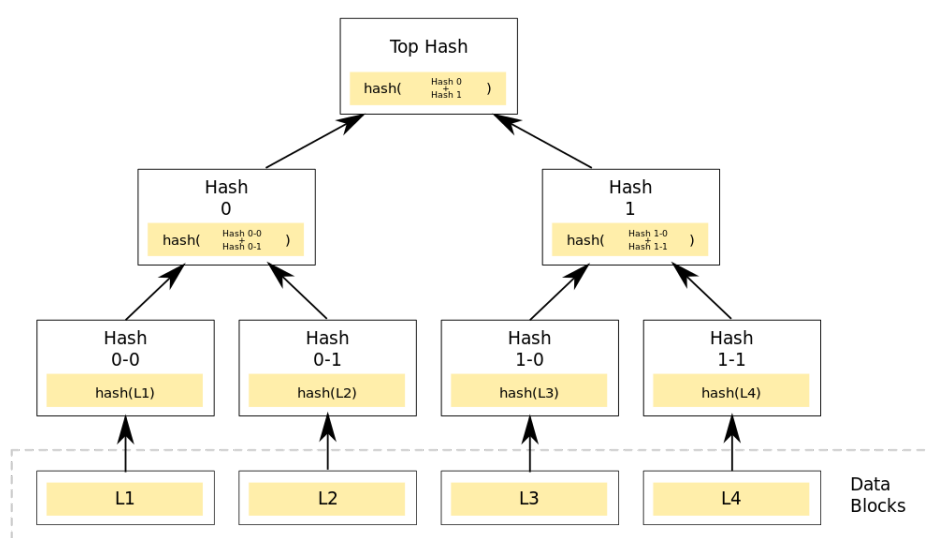 Top Hash
hash( Hash 0 + Hash 1 )
Hash
0
hash( Hash 0-0 + Hash 0-1 )
Hash
1
hash( Hash 1-0 + Hash 1-1 )
Hash
0-0
hash(L1)
Hash
0-1
hash(L2)
Hash
1-0
hash(L3)
Hash
1-1
hash(L4)
L1
L2
L3
L4
Data
Blocks